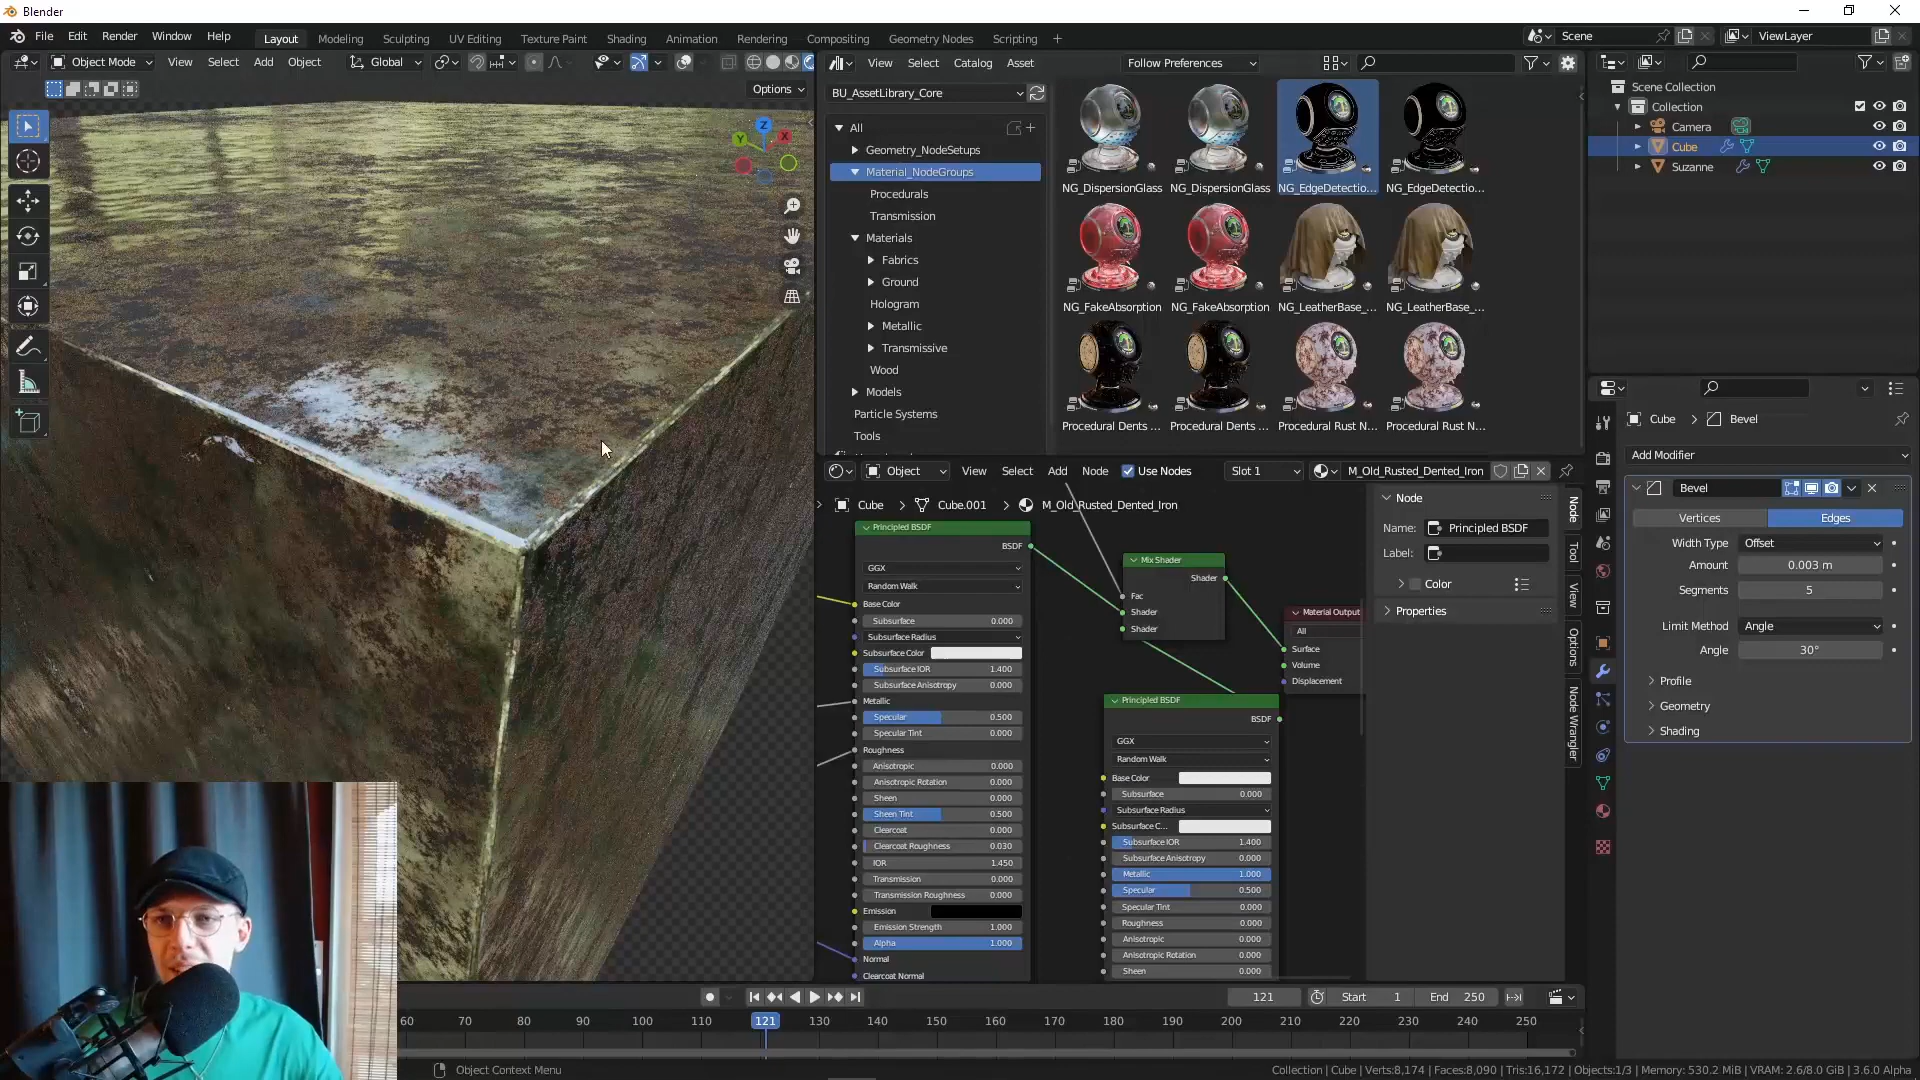 Blender
File Edit Render Window Help
Layout Modeling Sculpting UV Editing Texture Paint Shading Animation Rendering Compositing Geometry Nodes Scripting +
Scene
ViewLayer
Object Mode View Select Add Object Global
Options
View Select Catalog Asset Follow Preferences
BU_AssetLibrary_Core
All
Geometry_NodeSetups
Material_NodeGroups
Procedurals
Transmission
Materials
Fabrics
Ground
Hologram
Metallic
Transmissive
Wood
Models
Particle Systems
Tools
NG_DispersionGlass NG_DispersionGlass NG_EdgeDetectio... NG_EdgeDetectio...
NG_FakeAbsorption NG_FakeAbsorption NG_LeatherBase_... NG_LeatherBase_...
Procedural Dents ... Procedural Dents ... Procedural Rust N... Procedural Rust N...
Object View Select Add Node Use Nodes Slot 1 M_Old_Rusted_Dented_Iron
Cube > Cube.001 > M_Old_Rusted_Dented_Iron
Principled BSDF
BSDF
GGX
Random Walk
Base Color
Subsurface 0.000
Subsurface Radius
Subsurface Color
Subsurface IOR 1.400
Subsurface Anisotropy 0.000
Metallic
Specular 0.500
Specular Tint 0.000
Roughness
Anisotropic 0.000
Anisotropic Rotation 0.000
Sheen 0.000
Sheen Tint 0.500
Clearcoat 0.000
Clearcoat Roughness 0.030
IOR 1.450
Transmission 0.000
Transmission Roughness 0.000
Emission
Emission Strength 1.000
Alpha 1.000
Normal
Clearcoat Normal
Mix Shader
Shader
Fac
Shader
Shader
Material Output
All
Surface
Volume
Displacement
Principled BSDF
BSDF
GGX
Random Walk
Base Color
Subsurface 0.000
Subsurface Radius
Subsurface C...
Subsurface IOR 1.400
Subsurface Anisotropy 0.000
Metallic 1.000
Specular 0.500
Specular Tint 0.000
Roughness 0.000
Anisotropic 0.000
Anisotropic Rotation 0.000
Sheen 0.000
Node
Name: Principled BSDF
Label:
Color
Properties
Node
Tool
View
Options
Node Wrangler
Scene Collection
Collection
Camera
Cube
Suzanne
Cube > Bevel
Add Modifier
Bevel
Vertices Edges
Width Type Offset
Amount 0.003 m
Segments 5
Limit Method Angle
Angle 30°
Profile
Geometry
Shading
121 Start 1 End 250
60 70 80 90 100 110 121 130 140 150 160 170 180 190 200 210 220 230 240 250
Object Context Menu
Collection | Cube | Verts:8,174 | Faces:8,090 | Tris:16,172 | Objects:1/3 | Memory: 530.2 MiB | VRAM: 2.6/8.0 GiB | 3.6.0 Alpha
X
Y
Z